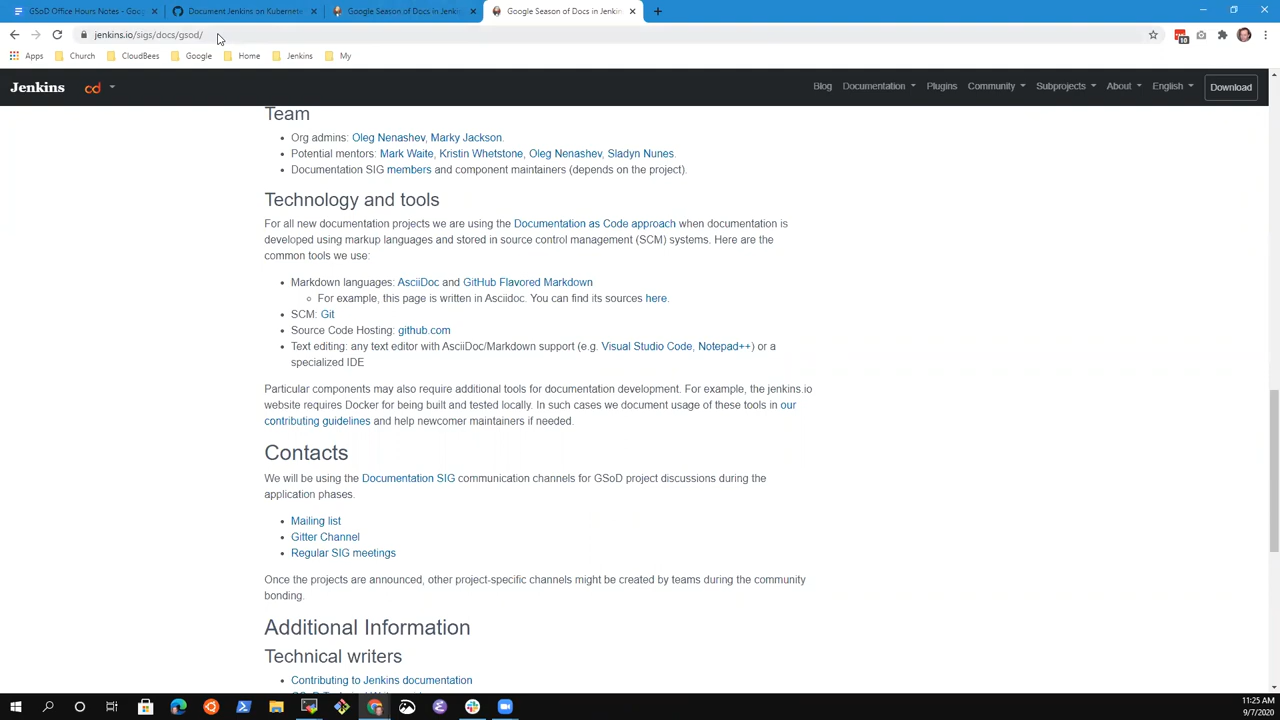 GSoD Office Hours Notes - Goog
Document Jenkins on Kubernete
Google Season of Docs in Jenki
Google Season of Docs in Jenkin
jenkins.io/sigs/docs/gsod/
10
Apps
Church
CloudBees
Google
Home
Jenkins
My
Jenkins
cd
Blog
Documentation
Plugins
Community
Subprojects
About
English
Download
Team
Org admins: Oleg Nenashev, Marky Jackson.
Potential mentors: Mark Waite, Kristin Whetstone, Oleg Nenashev, Sladyn Nunes.
Documentation SIG members and component maintainers (depends on the project).
Technology and tools
For all new documentation projects we are using the Documentation as Code approach when documentation is
developed using markup languages and stored in source control management (SCM) systems. Here are the
common tools we use:
Markdown languages: AsciiDoc and GitHub Flavored Markdown
For example, this page is written in Asciidoc. You can find its sources here.
SCM: Git
Source Code Hosting: github.com
Text editing: any text editor with AsciiDoc/Markdown support (e.g. Visual Studio Code, Notepad++) or a
specialized IDE
Particular components may also require additional tools for documentation development. For example, the jenkins.io
website requires Docker for being built and tested locally. In such cases we document usage of these tools in our
contributing guidelines and help newcomer maintainers if needed.
Contacts
We will be using the Documentation SIG communication channels for GSoD project discussions during the
application phases.
Mailing list
Gitter Channel
Regular SIG meetings
Once the projects are announced, other project-specific channels might be created by teams during the community
bonding.
Additional Information
Technical writers
Contributing to Jenkins documentation
11:25 AM
9/7/2020